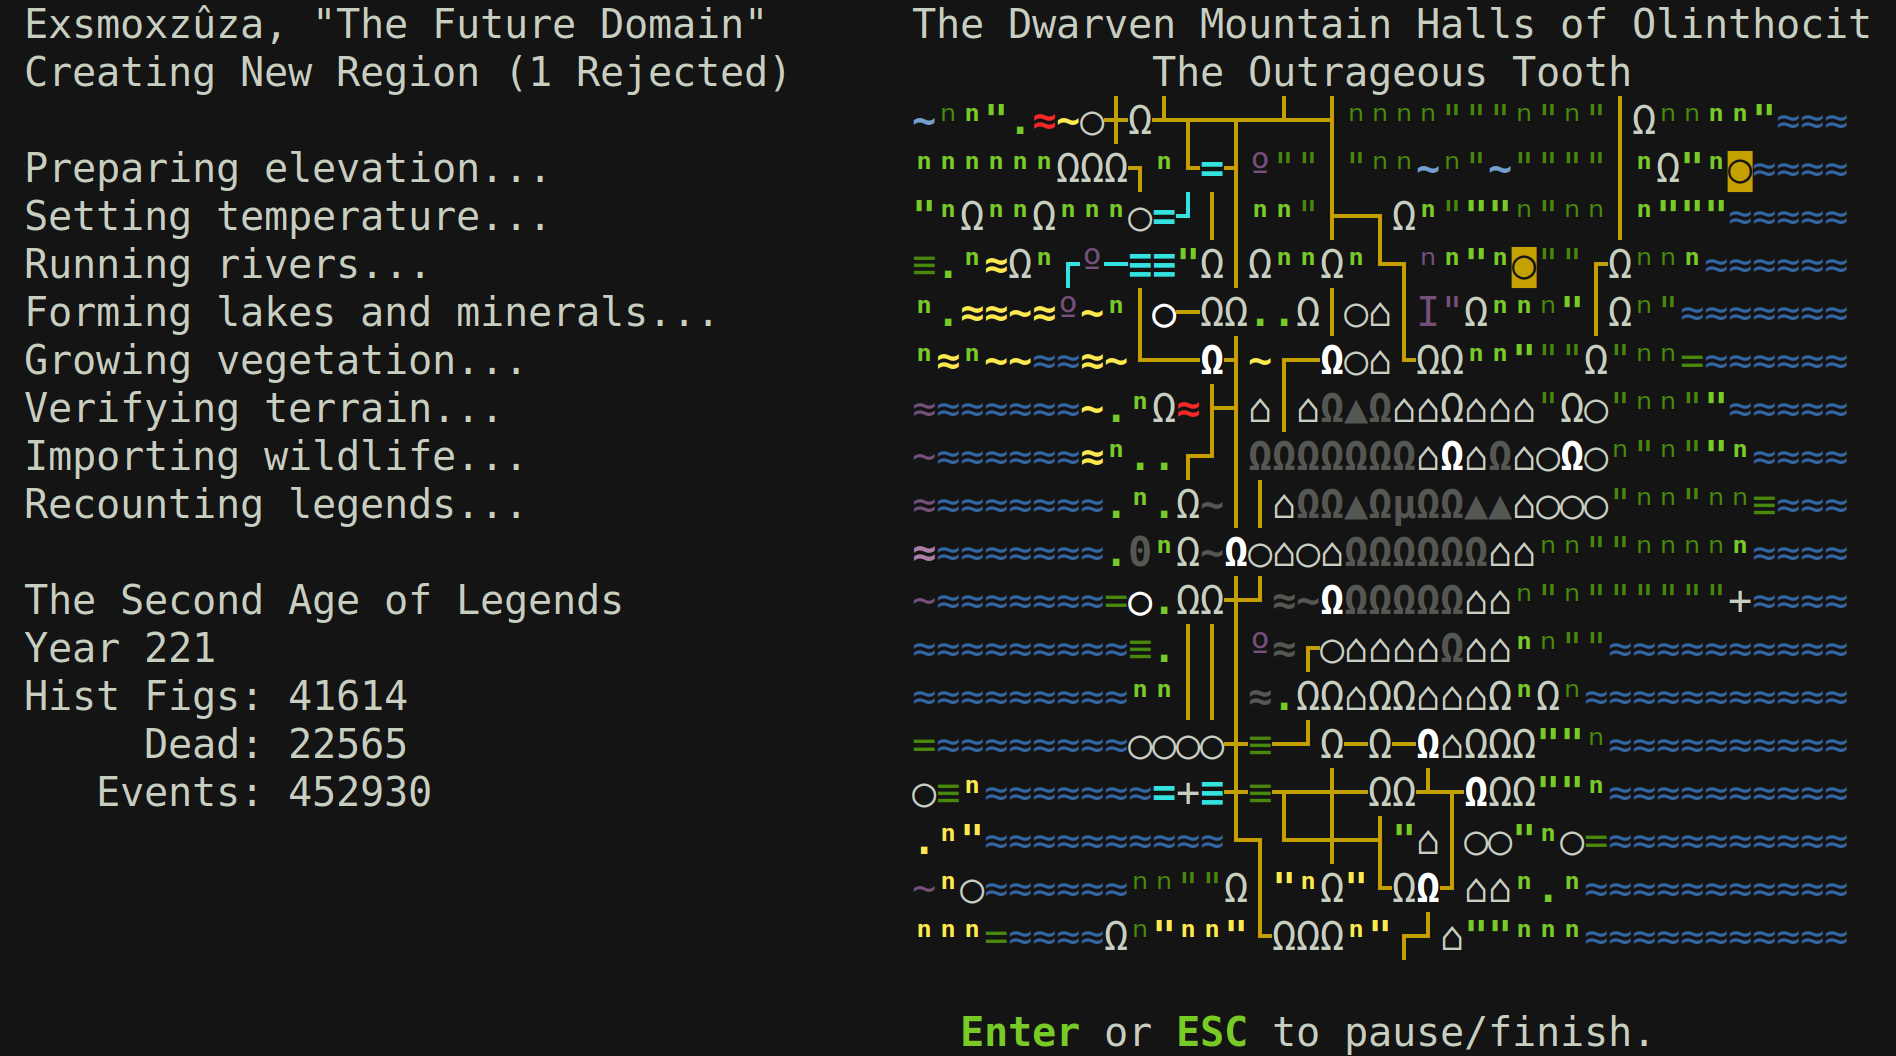 Exsmoxzûza, "The Future Domain"
Creating New Region (1 Rejected)
Preparing elevation...
Setting temperature...
Running rivers...
Forming lakes and minerals...
Growing vegetation...
Verifying terrain...
Importing wildlife...
Recounting legends...
The Second Age of Legends
Year 221
Hist Figs: 41614
Dead: 22565
Events: 452930
The Dwarven Mountain Halls of Olinthocit
The Outrageous Tooth
Enter or ESC to pause/finish.